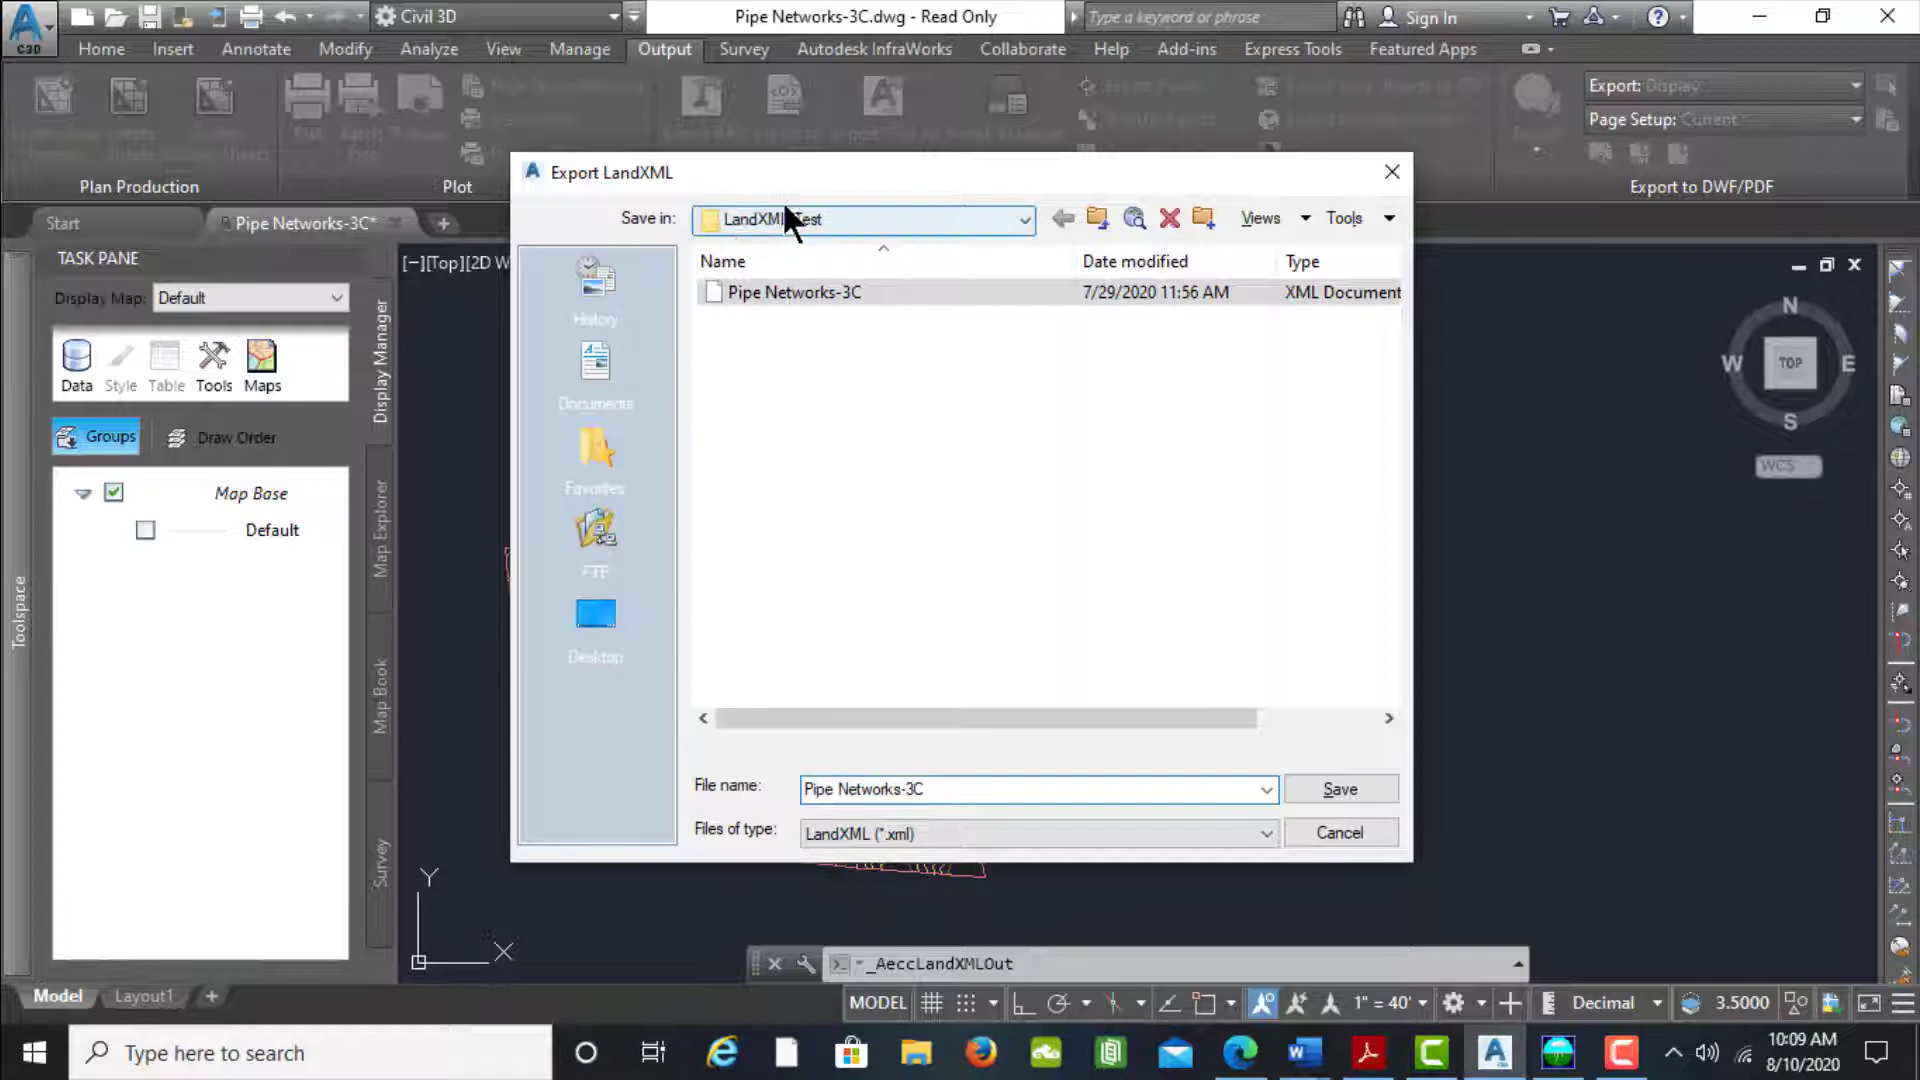 C3D
Civil 3D
Pipe Networks-3C.dwg - Read Only
Type a keyword or phrase
Sign In
Home Insert Annotate Modify Analyze View Manage Output Survey Autodesk InfraWorks Collaborate Help Add-ins Express Tools Featured Apps
Export: Display
Page Setup: Current
Plan Production
Plot
Export to DWF/PDF
Export LandXML
Start
Pipe Networks-3C*
Save in:
Test
Views
Tools
TASK PANE
[−][Top][2D W
Name
Date modified
Type
Display Map:
Default
Pipe Networks-3C
7/29/2020 11:56 AM
XML Document
History
N
W
TOP
E
S
Data
Style
Table
Tools
Maps
Documents
Groups
Draw Order
Display Manager
WCS
Favorites
Map Base
Default
Map Explorer
FTP
Toolspace
Desktop
Map Book
File name:
Pipe Networks-3C
Save
Files of type:
LandXML (*.xml)
Cancel
Survey
Y
X
_AeccLandXMLOut
Model
Layout1
MODEL
1" = 40'
Decimal
3.5000
Type here to search
10:09 AM
8/10/2020